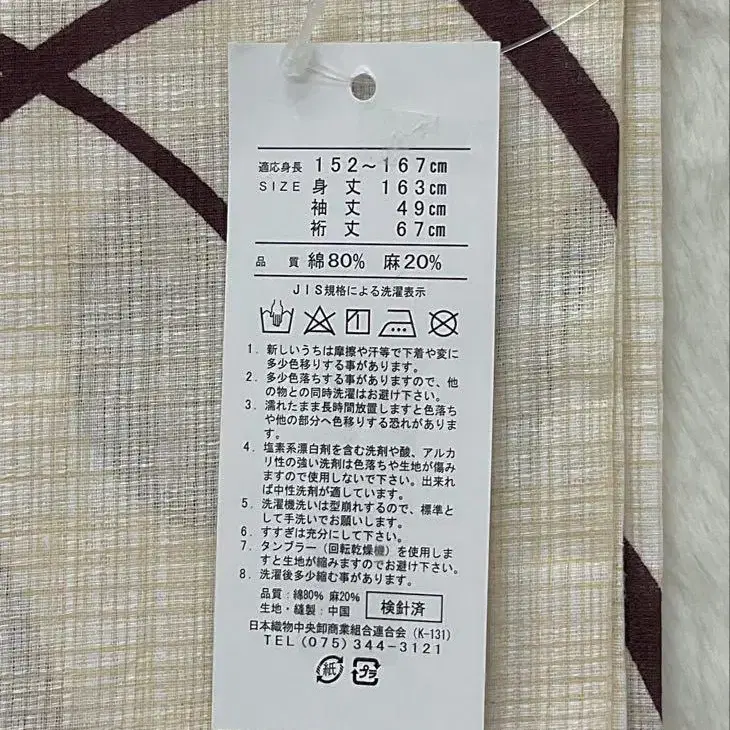 適応身長 152～167cm
SIZE 身丈 163cm
袖丈 49cm
裄丈 67cm
品質 綿80% 麻20%
JIS規格による洗濯表示
1. 新しいうちは摩擦や汗等で下着や変に
多少色移りする事があります。
2. 多少色落ちする事がありますので、他
の物との同時洗濯はお避け下さい。
3. 濡れたまま長時間放置しますと色落ち
や他の部分へ色移りする恐れがありま
す。
4. 塩素系漂白剤を含む洗剤や酸、アルカ
リ性の強い洗剤は色落ちや生地が傷み
ますので使用しないで下さい。出来れ
ば中性洗剤が適しています。
5. 洗濯機洗いは型崩れするので、標準と
して手洗いでお願いします。
6. すすぎは充分にして下さい。
7. タンブラー（回転乾燥機）を使用しま
すと生地が縮みますのでお避け下さい。
8. 洗濯後多少縮む事があります。
品質：綿80% 麻20%
生地・縫製：中国
検針済
日本織物中央卸商業組合連合会（K-131）
TEL（075）344-3121
紙 プラ